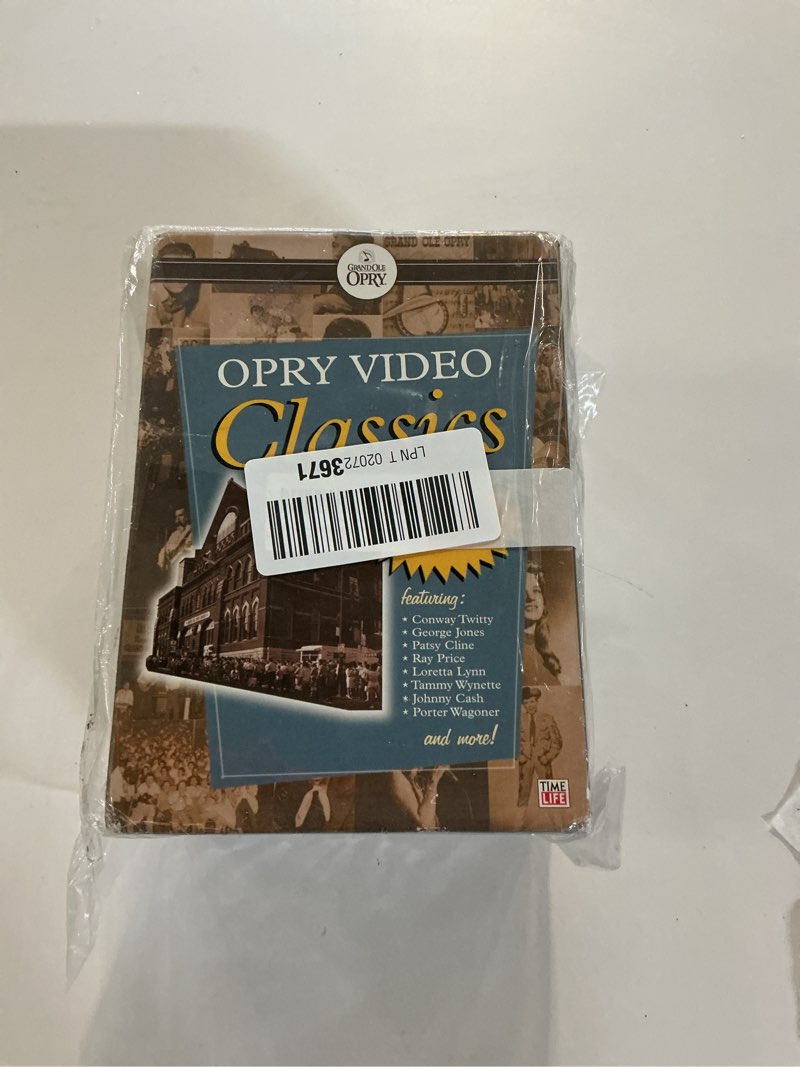 GRAND OLE OPRY
GRAND OLE
OPRY
OPRY VIDEO
Classics
LPN T 020723671
featuring:
* Conway Twitty
* George Jones
* Patsy Cline
* Ray Price
* Loretta Lynn
* Tammy Wynette
* Johnny Cash
* Porter Wagoner
and more!
TIME
LIFE